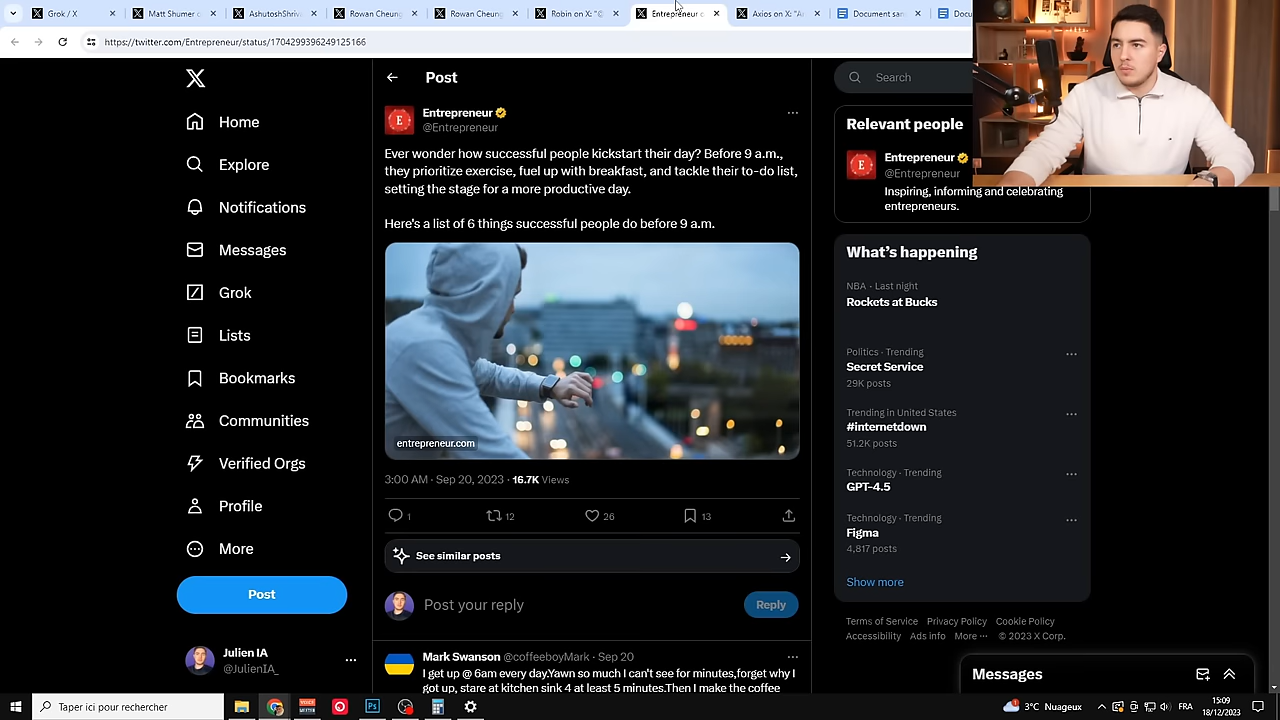 Grok / X
Matt Shumer o
AshutoshShri
Rowan Cheung
Rowan Cheung
Robin on X: "G
Entrepreneur o
Axios
Document san
Docu
https://twitter.com/Entrepreneur/status/1704299396249125166
Home
Explore
Notifications
Messages
Grok
Lists
Bookmarks
Communities
Verified Orgs
Profile
More
Post
Julien IA
@JulienIA_
Post
E
Entrepreneur
@Entrepreneur
Ever wonder how successful people kickstart their day? Before 9 a.m.,
they prioritize exercise, fuel up with breakfast, and tackle their to-do list,
setting the stage for a more productive day.
Here's a list of 6 things successful people do before 9 a.m.
entrepreneur.com
3:00 AM · Sep 20, 2023 · 16.7K Views
1
12
26
13
See similar posts
Post your reply
Reply
Mark Swanson @coffeeboyMark · Sep 20
I get up @ 6am every day.Yawn so much I can't see for minutes,forget why I
got up, stare at kitchen sink 4 at least 5 minutes.Then I make the coffee
Search
Relevant people
E
Entrepreneur
@Entrepreneur
Inspiring, informing and celebrating
entrepreneurs.
What's happening
NBA · Last night
Rockets at Bucks
Politics · Trending
Secret Service
29K posts
Trending in United States
#internetdown
51.2K posts
Technology · Trending
GPT-4.5
Technology · Trending
Figma
4,817 posts
Show more
Terms of Service Privacy Policy Cookie Policy
Accessibility Ads info More ··· © 2023 X Corp.
Messages
Taper ici pour rechercher
Ps
3°C Nuageux
FRA
15:09
18/12/2023